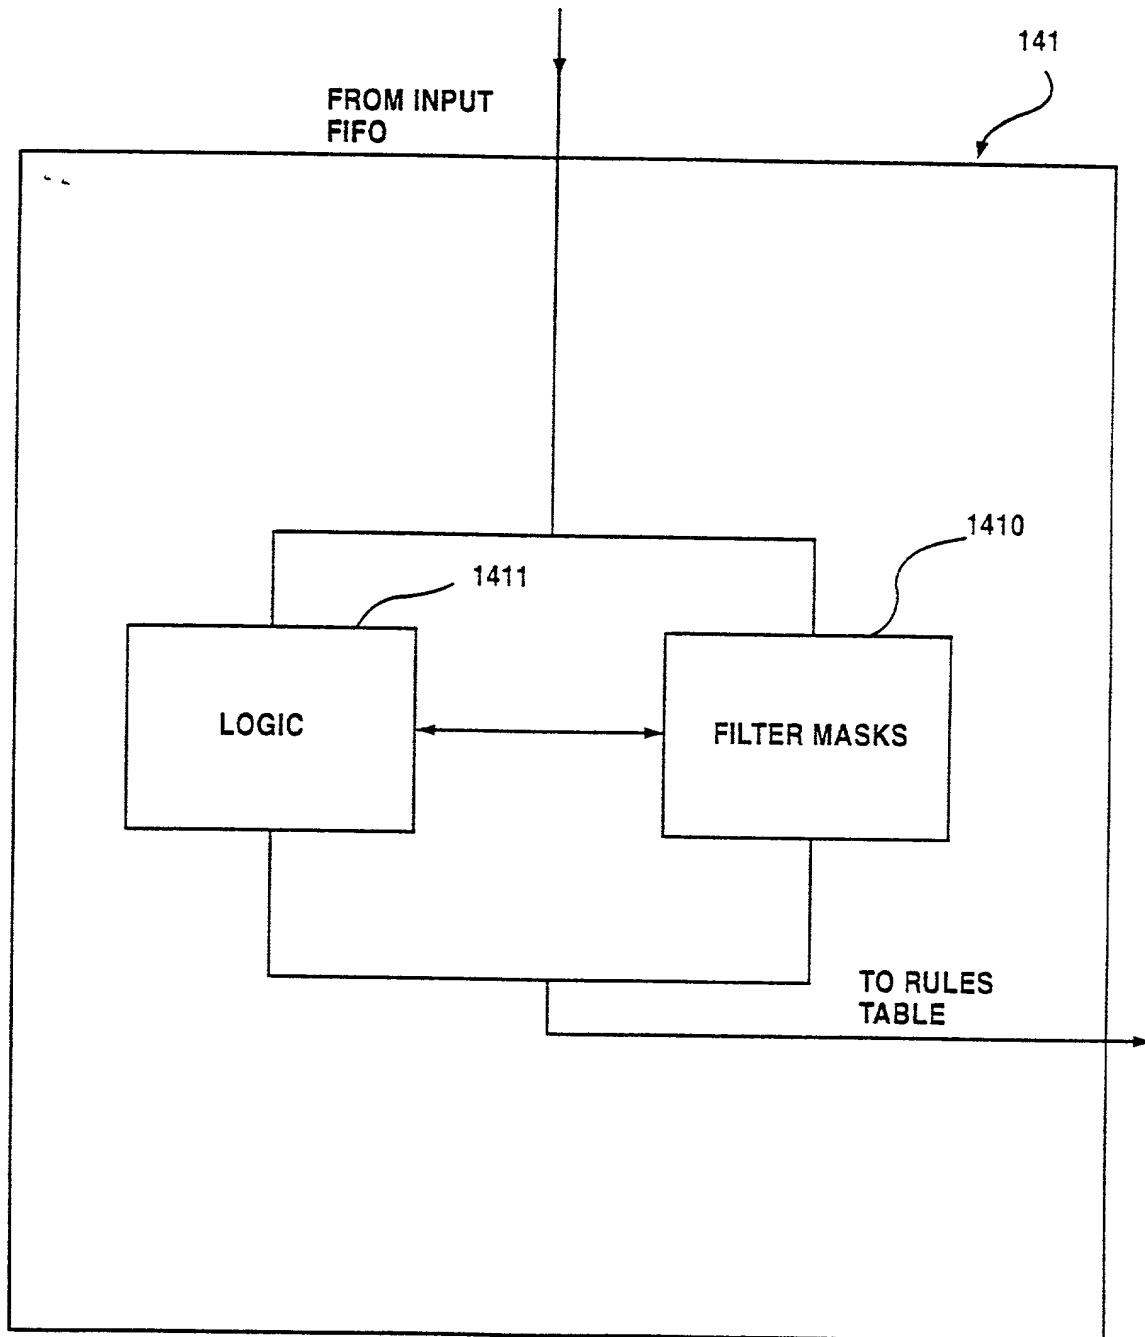 141
FROM INPUT
FIFO
1410
1411
LOGIC
FILTER MASKS
TO RULES
TABLE